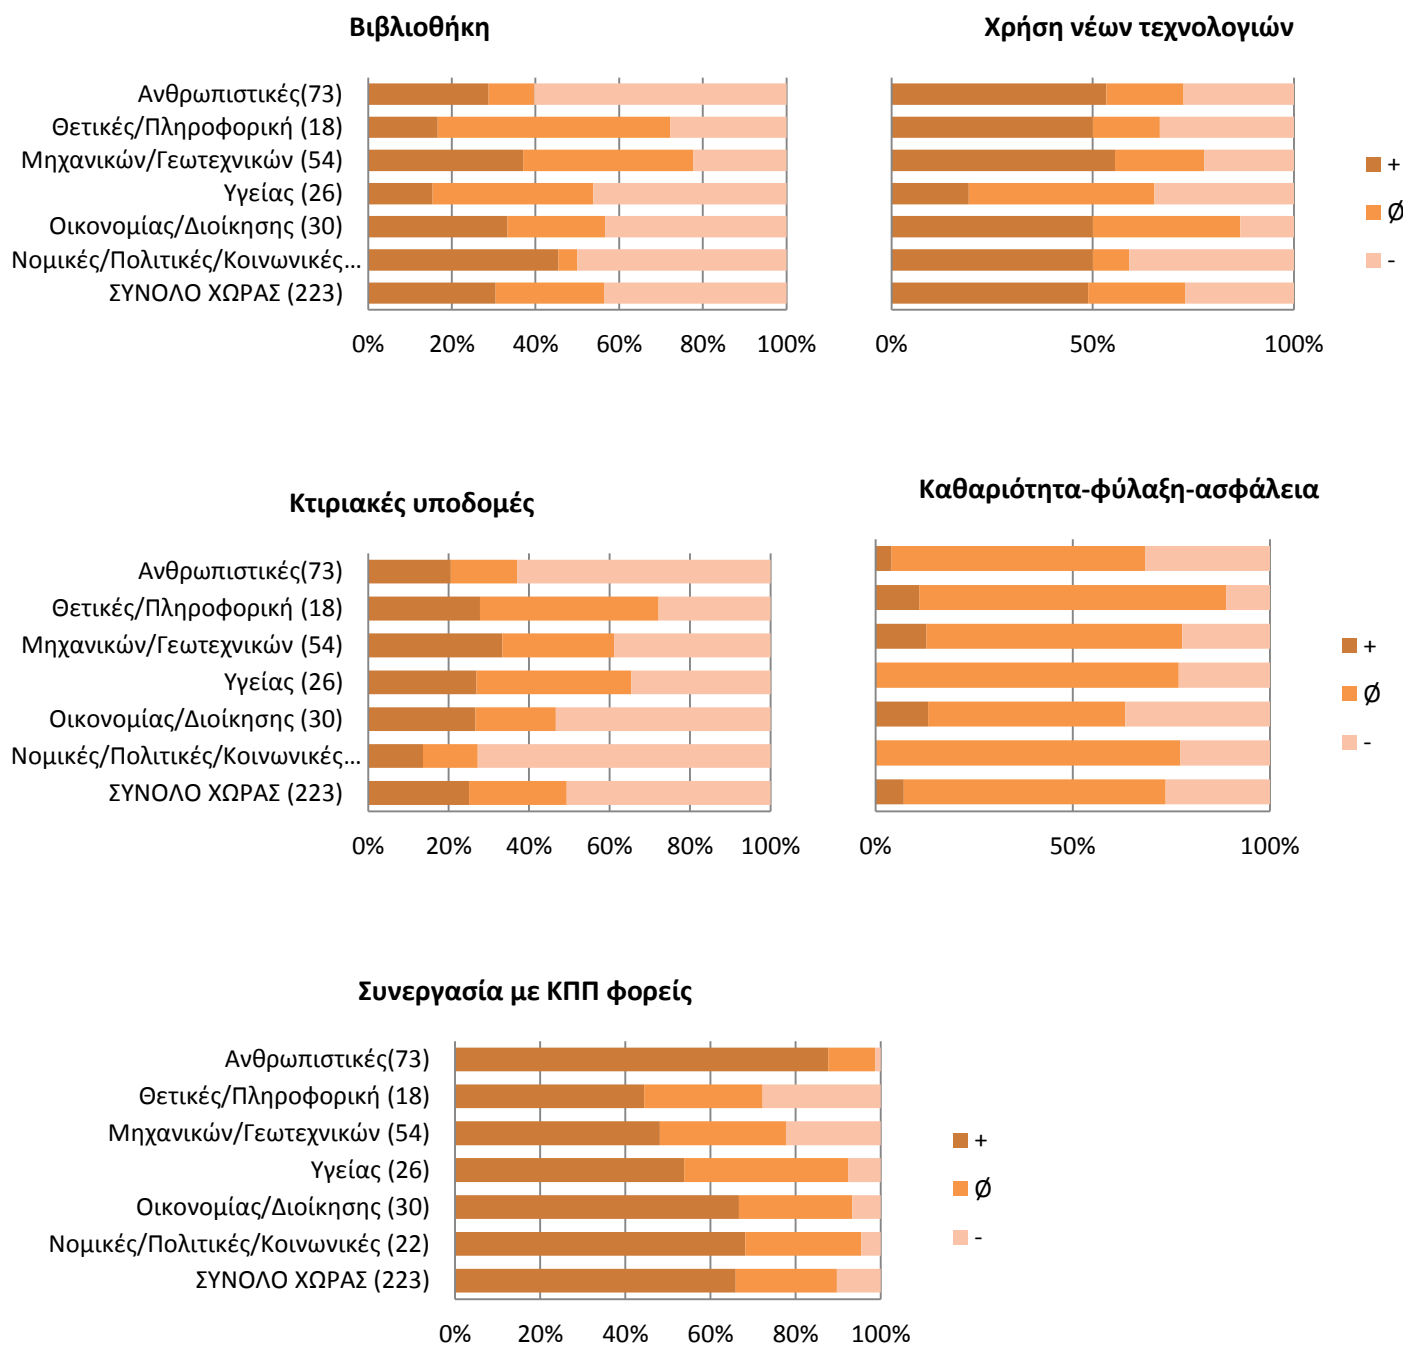 Βιβλιοθήκη
Ανθρωπιστικές(73)
Θετικές/Πληροφορική (18)
Μηχανικών/Γεωτεχνικών (54)
Υγείας (26)
Οικονομίας/Διοίκησης (30)
Νομικές/Πολιτικές/Κοινωνικές...
ΣΥΝΟΛΟ ΧΩΡΑΣ (223)
0% 20% 40% 60% 80% 100%
Χρήση νέων τεχνολογιών
0% 50% 100%
+
Ø
-
Κτιριακές υποδομές
Ανθρωπιστικές(73)
Θετικές/Πληροφορική (18)
Μηχανικών/Γεωτεχνικών (54)
Υγείας (26)
Οικονομίας/Διοίκησης (30)
Νομικές/Πολιτικές/Κοινωνικές...
ΣΥΝΟΛΟ ΧΩΡΑΣ (223)
0% 20% 40% 60% 80% 100%
Καθαριότητα-φύλαξη-ασφάλεια
0% 50% 100%
+
Ø
-
Συνεργασία με ΚΠΠ φορείς
Ανθρωπιστικές(73)
Θετικές/Πληροφορική (18)
Μηχανικών/Γεωτεχνικών (54)
Υγείας (26)
Οικονομίας/Διοίκησης (30)
Νομικές/Πολιτικές/Κοινωνικές (22)
ΣΥΝΟΛΟ ΧΩΡΑΣ (223)
0% 20% 40% 60% 80% 100%
+
Ø
-